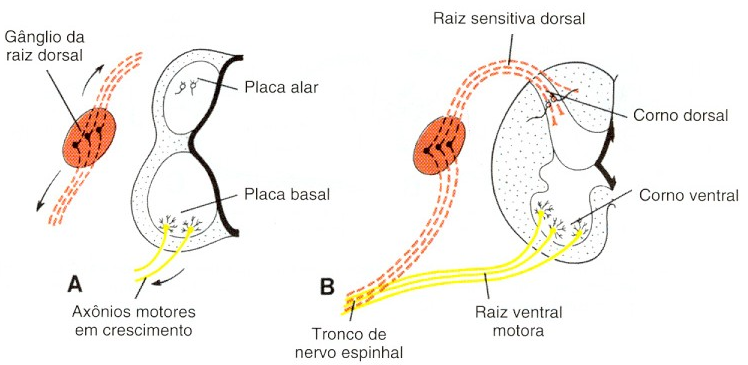 Gânglio da
raiz dorsal
Placa alar
Placa basal
A
Axônios motores
em crescimento
Raiz sensitiva dorsal
Corno dorsal
Corno ventral
B
Raiz ventral
motora
Tronco de
nervo espinhal